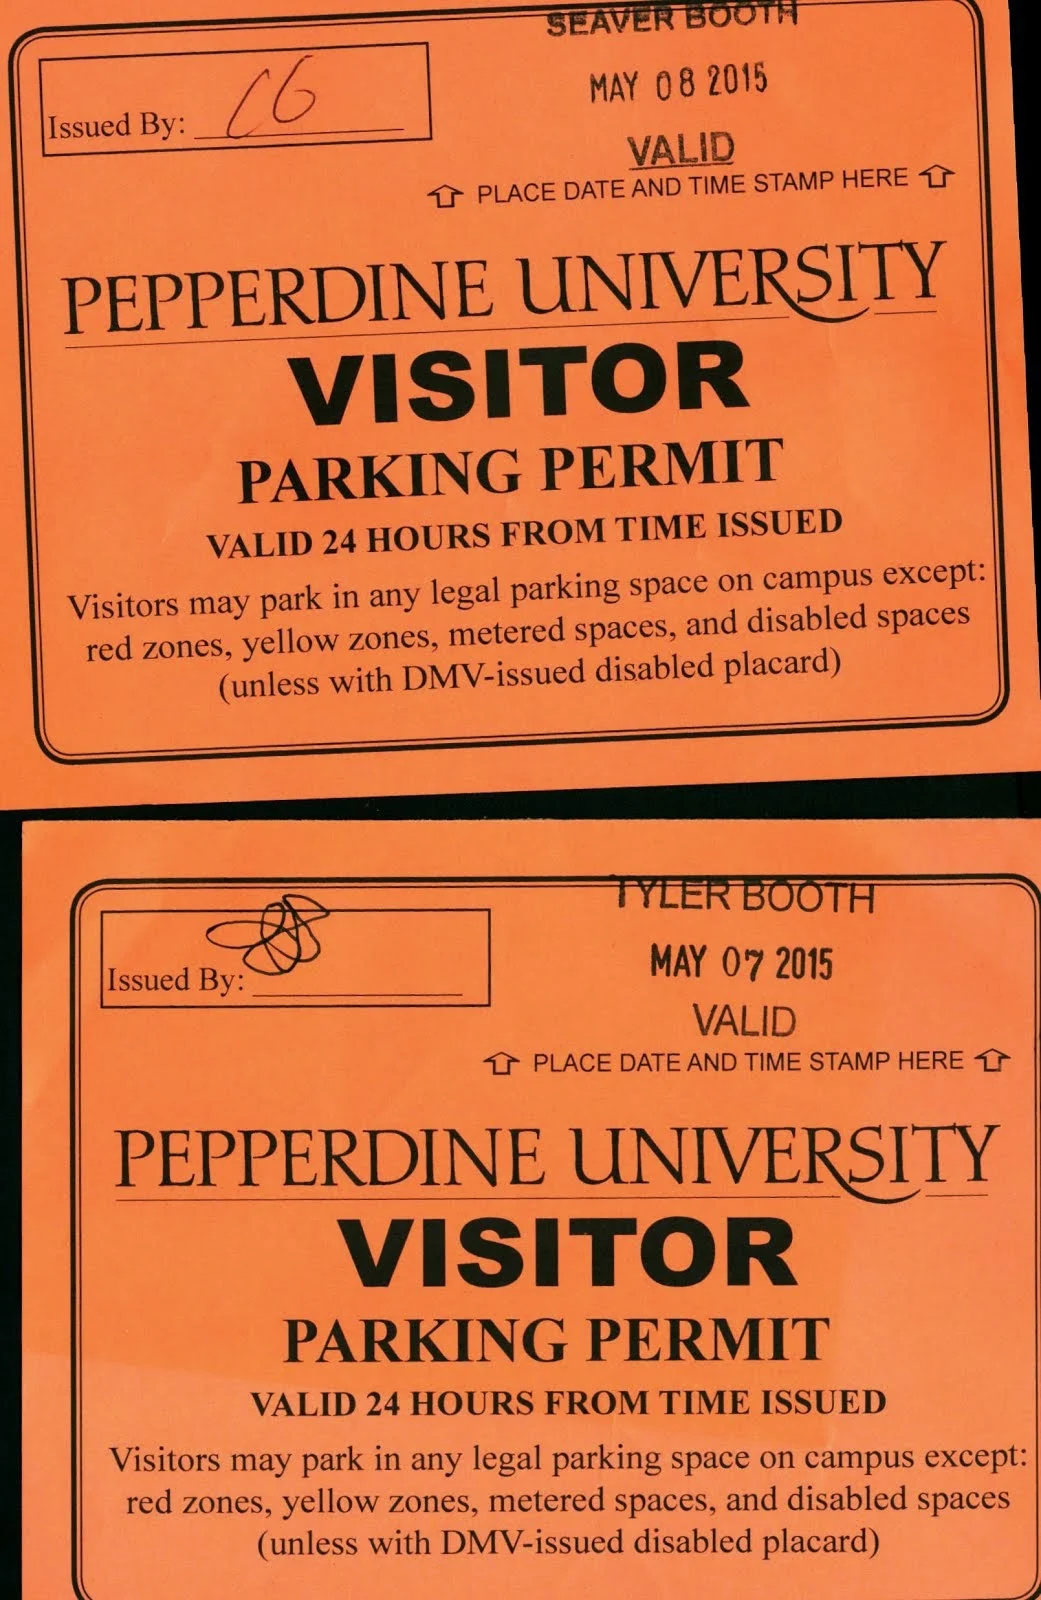 SEAVER BOOTH
MAY 08 2015
Issued By:
VALID
PLACE DATE AND TIME STAMP HERE
PEPPERDINE UNIVERSITY
VISITOR
PARKING PERMIT
VALID 24 HOURS FROM TIME ISSUED
Visitors may park in any legal parking space on campus except:
red zones, yellow zones, metered spaces, and disabled spaces
(unless with DMV-issued disabled placard)
TYLER BOOTH
MAY 07 2015
Issued By:
VALID
PLACE DATE AND TIME STAMP HERE
PEPPERDINE UNIVERSITY
VISITOR
PARKING PERMIT
VALID 24 HOURS FROM TIME ISSUED
Visitors may park in any legal parking space on campus except:
red zones, yellow zones, metered spaces, and disabled spaces
(unless with DMV-issued disabled placard)